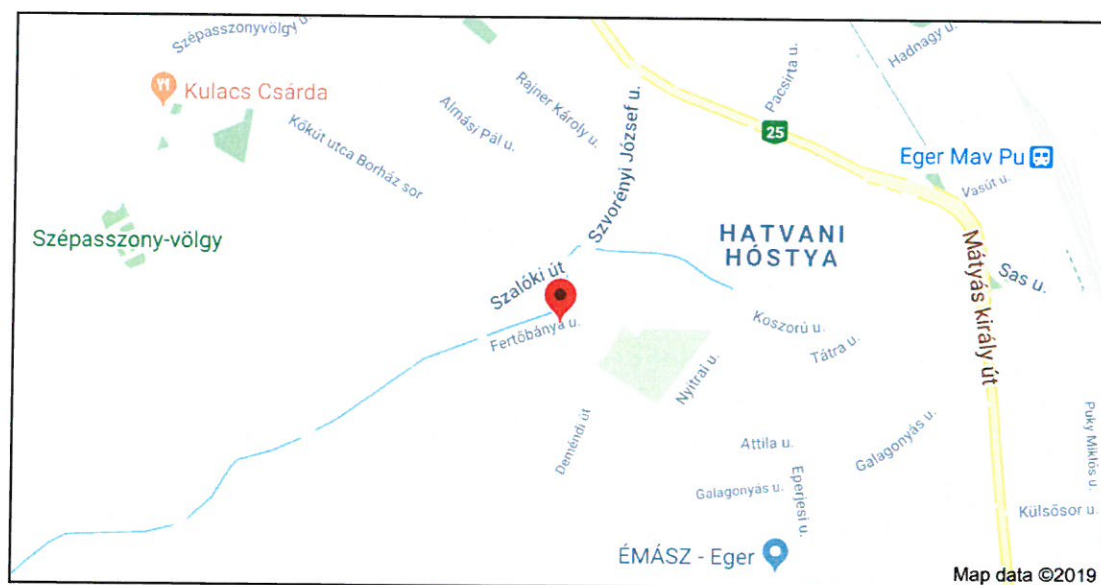 Szépasszonyvölgy u.
Hadnagy u.
Kulacs Csárda
Rajner Károly u.
Pacsirta u.
Almási Pál u.
Kőkút utca Borház sor
Szvorényi József u.
25
Eger Mav Pu
Vasút u.
Szépasszony-völgy
HATVANI
HÓSTYA
Mátyás király út
Sas u.
Szalóki út
Fertőbánya u.
Koszorú u.
Tátra u.
Nyitrai u.
Deméndi út
Attila u.
Galagonyás u.
Puky Miklós u.
Galagonyás u.
Eperjesi u.
Külsősor u.
ÉMÁSZ - Eger
Map data ©2019